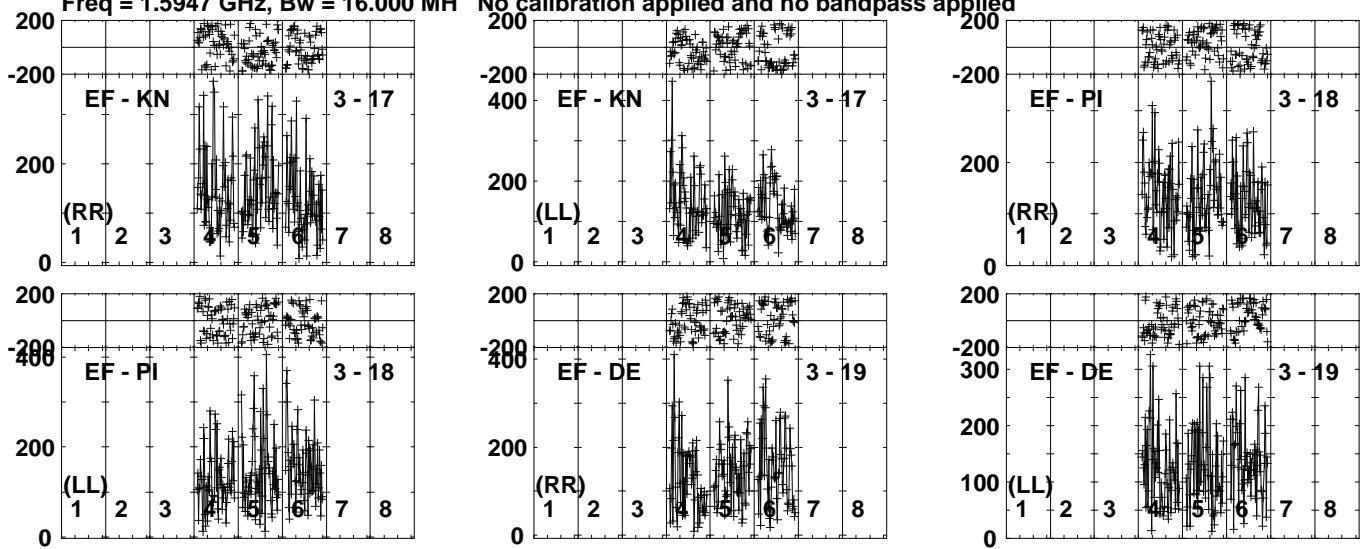 Freq = 1.5947 GHz, Bw = 16.000 MH No calibration applied and no bandpass applied
200
-200
EF - KN 3 - 17
200
(RR)
1 2 3 4 5 6 7 8
0
200
-200
400
EF - KN 3 - 17
200
(LL)
1 2 3 4 5 6 7 8
0
200
-200
EF - PI 3 - 18
200
(RR)
1 2 3 4 5 6 7 8
0
200
-200
400
EF - PI 3 - 18
200
(LL)
1 2 3 4 5 6 7 8
0
200
-200
400
EF - DE 3 - 19
200
(RR)
1 2 3 4 5 6 7 8
0
200
-200
300
EF - DE 3 - 19
200
100
(LL)
1 2 3 4 5 6 7 8
0